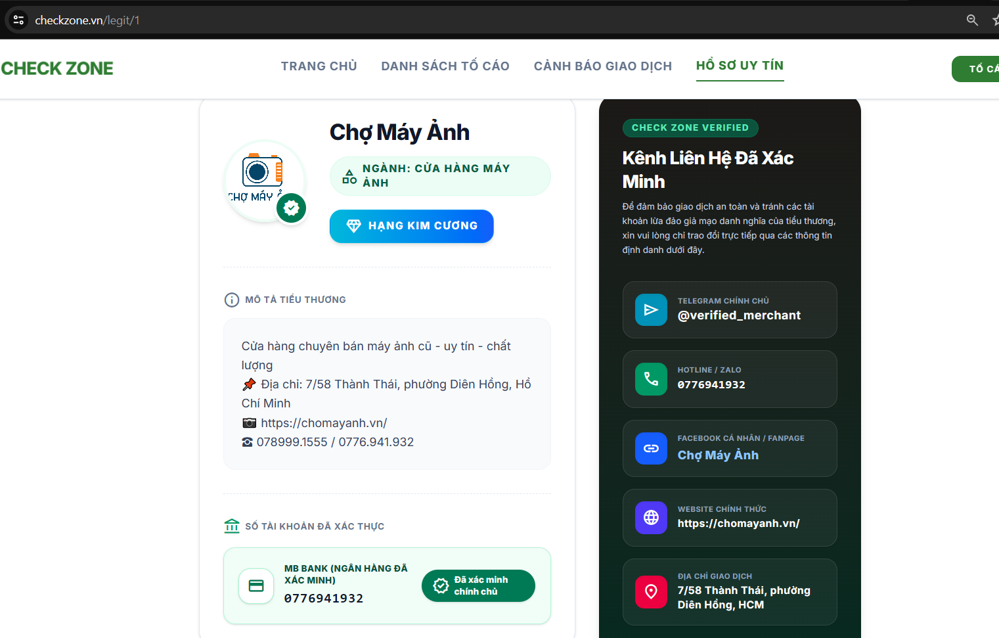 checkzone.vn/legit/1
CHECK ZONE
TRANG CHỦ
DANH SÁCH TỐ CÁO
CẢNH BÁO GIAO DỊCH
HỒ SƠ UY TÍN
TỐ CÁ
Chợ Máy Ảnh
NGÀNH: CỬA HÀNG MÁY
ẢNH
CHỢ MÁY Ả
HẠNG KIM CƯƠNG
MÔ TẢ TIỂU THƯƠNG
Cửa hàng chuyên bán máy ảnh cũ - uy tín - chất
lượng
📌 Địa chỉ: 7/58 Thành Thái, phường Diên Hồng, Hồ
Chí Minh
📷 https://chomayanh.vn/
☎ 078999.1555 / 0776.941.932
SỐ TÀI KHOẢN ĐÃ XÁC THỰC
MB BANK (NGÂN HÀNG ĐÃ
XÁC MINH)
0776941932
Đã xác minh
chính chủ
CHECK ZONE VERIFIED
Kênh Liên Hệ Đã Xác
Minh
Để đảm bảo giao dịch an toàn và tránh các tài
khoản lừa đảo giả mạo danh nghĩa của tiểu thương,
xin vui lòng chỉ trao đổi trực tiếp qua các thông tin
định danh dưới đây.
TELEGRAM CHÍNH CHỦ
@verified_merchant
HOTLINE / ZALO
0776941932
FACEBOOK CÁ NHÂN / FANPAGE
Chợ Máy Ảnh
WEBSITE CHÍNH THỨC
https://chomayanh.vn/
ĐỊA CHỈ GIAO DỊCH
7/58 Thành Thái, phường
Diên Hồng, HCM